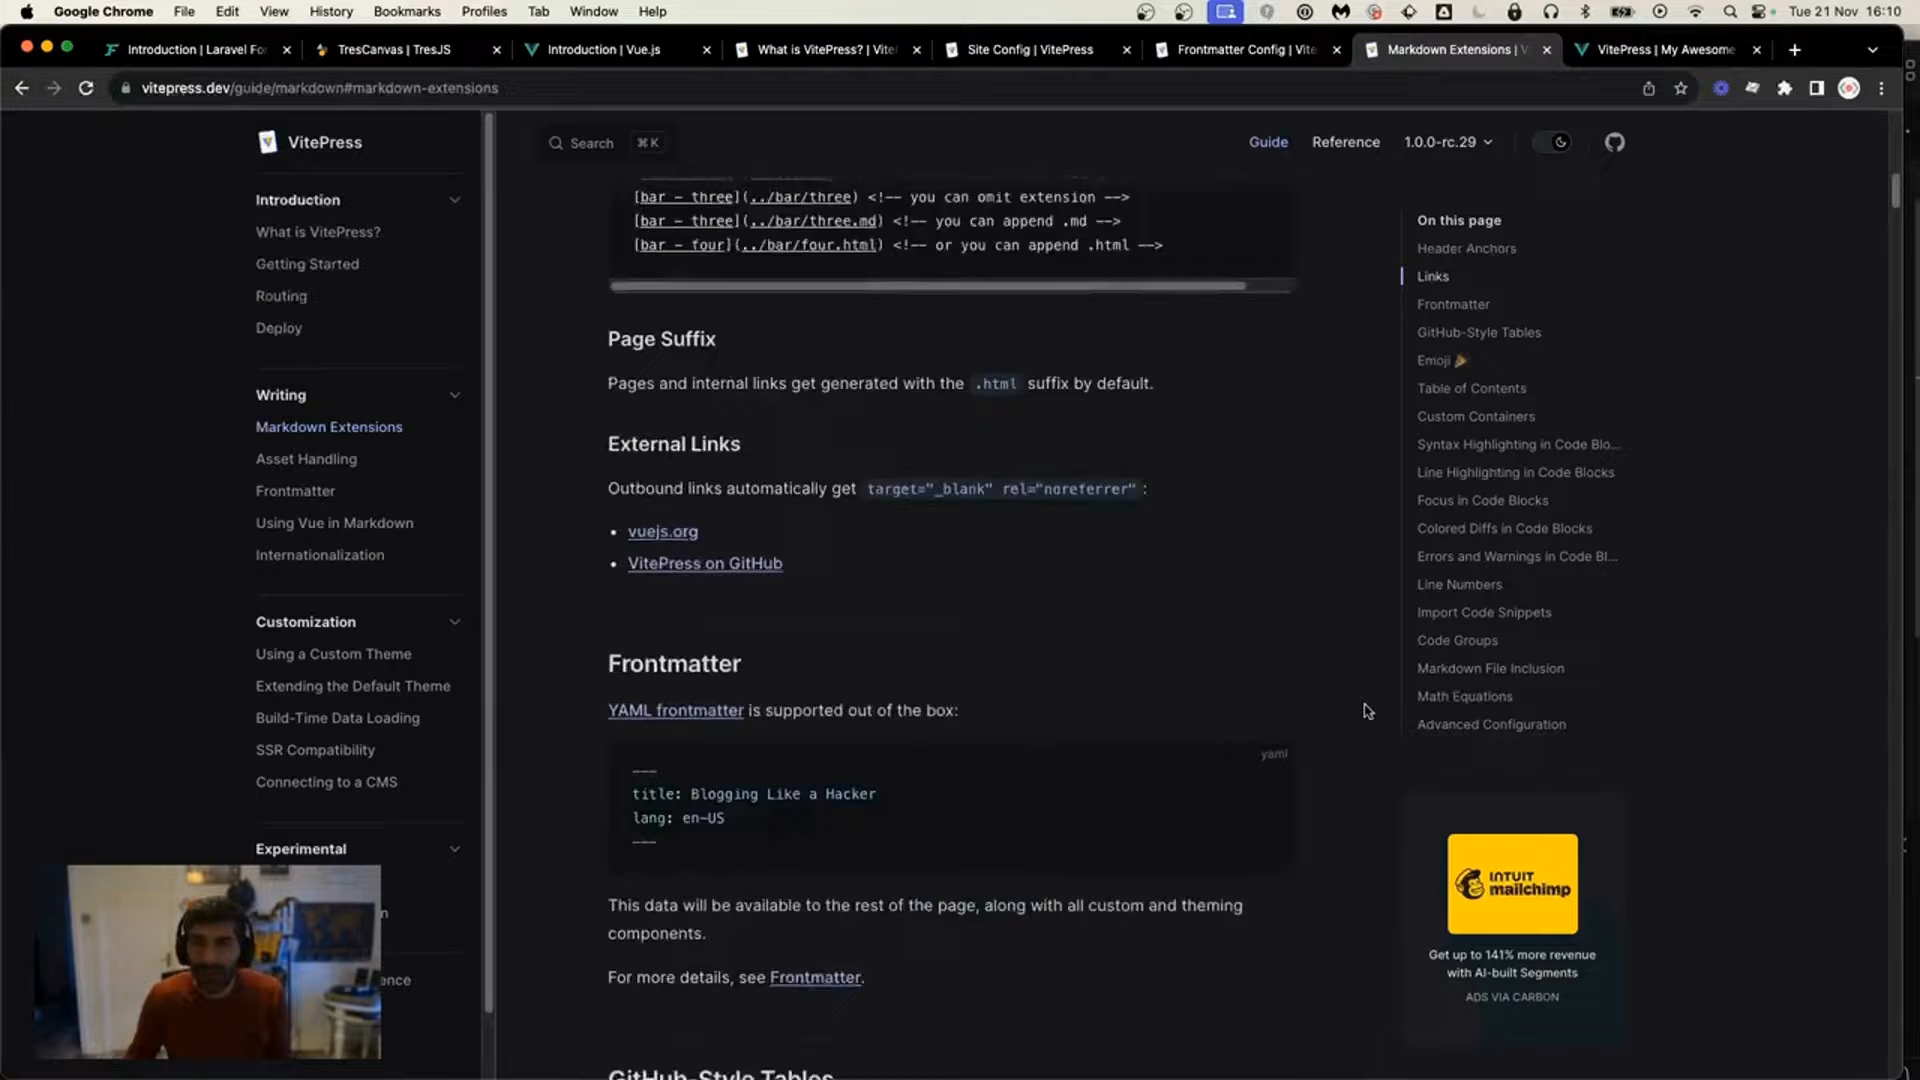 Google Chrome File Edit View History Bookmarks Profiles Tab Window Help Tue 21 Nov 16:10
Introduction | Laravel For TresCanvas | TresJS Introduction | Vue.js What is VitePress? | Vite Site Config | VitePress Frontmatter Config | Vite Markdown Extensions | V VitePress | My Awesome
vitepress.dev/guide/markdown#markdown-extensions
VitePress
Search ⌘ K
Guide Reference 1.0.0-rc.29
Introduction
What is VitePress?
Getting Started
Routing
Deploy
Writing
Markdown Extensions
Asset Handling
Frontmatter
Using Vue in Markdown
Internationalization
Customization
Using a Custom Theme
Extending the Default Theme
Build-Time Data Loading
SSR Compatibility
Connecting to a CMS
Experimental
[bar - three](../bar/three) <!-- you can omit extension -->
[bar - three](../bar/three.md) <!-- you can append .md -->
[bar - four](../bar/four.html) <!-- or you can append .html -->
Page Suffix
Pages and internal links get generated with the .html suffix by default.
External Links
Outbound links automatically get target="_blank" rel="noreferrer" :
• vuejs.org
• VitePress on GitHub
Frontmatter
YAML frontmatter is supported out of the box:
yaml
---
title: Blogging Like a Hacker
lang: en-US
---
This data will be available to the rest of the page, along with all custom and theming
components.
For more details, see Frontmatter.
GitHub-Style Tables
On this page
Header Anchors
Links
Frontmatter
GitHub-Style Tables
Emoji 🎉
Table of Contents
Custom Containers
Syntax Highlighting in Code Blo...
Line Highlighting in Code Blocks
Focus in Code Blocks
Colored Diffs in Code Blocks
Errors and Warnings in Code Bl...
Line Numbers
Import Code Snippets
Code Groups
Markdown File Inclusion
Math Equations
Advanced Configuration
INTUIT
mailchimp
Get up to 141% more revenue
with AI-built Segments
ADS VIA CARBON